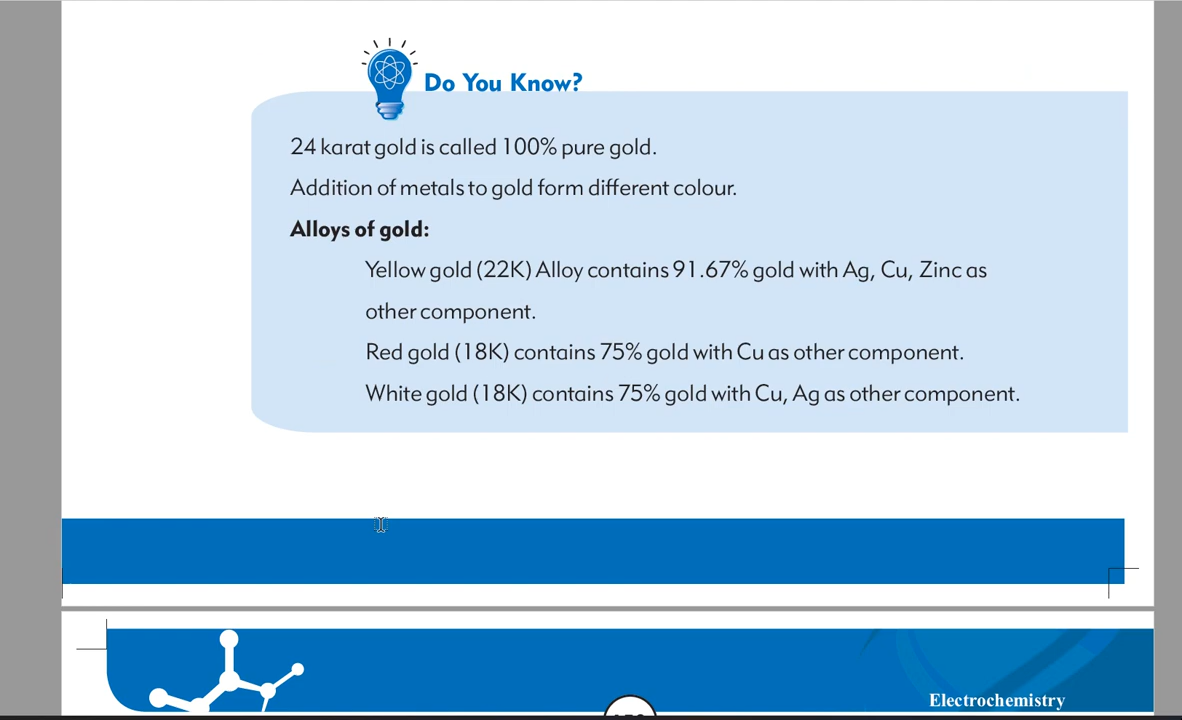 Do You Know?
24 karat gold is called 100% pure gold.
Addition of metals to gold form different colour.
Alloys of gold:
Yellow gold (22K) Alloy contains 91.67% gold with Ag, Cu, Zinc as
other component.
Red gold (18K) contains 75% gold with Cu as other component.
White gold (18K) contains 75% gold with Cu, Ag as other component.
Electrochemistry